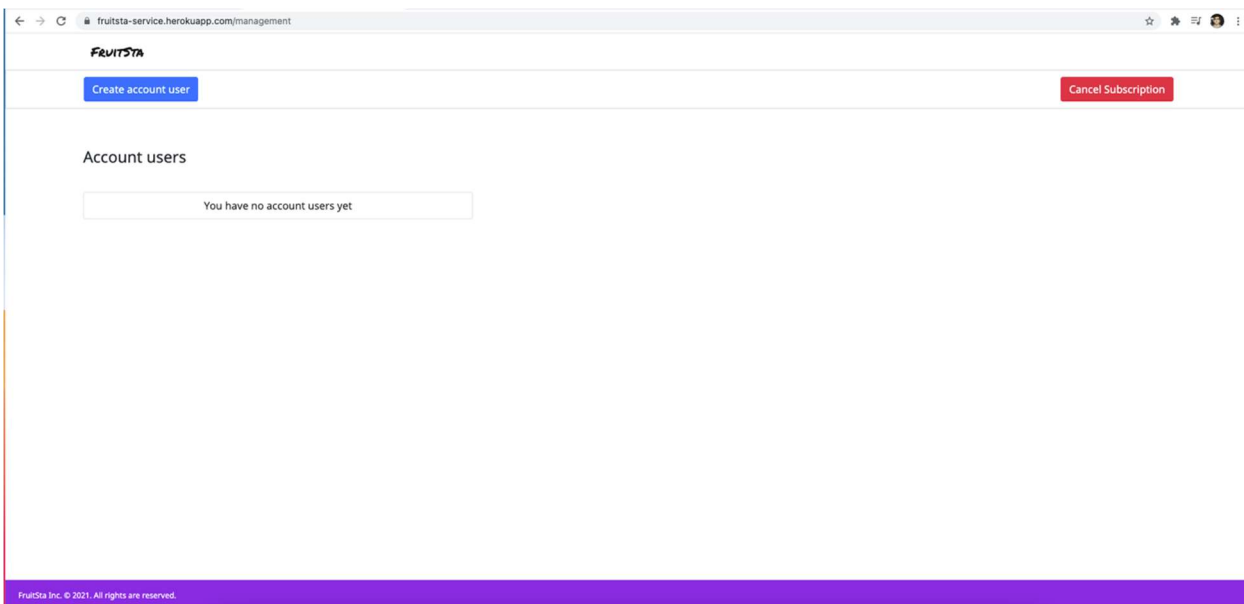 fruitsta-service.herokuapp.com/management
FRUITSTA
Create account user
Cancel Subscription
Account users
You have no account users yet
FruitSta Inc. © 2021. All rights are reserved.